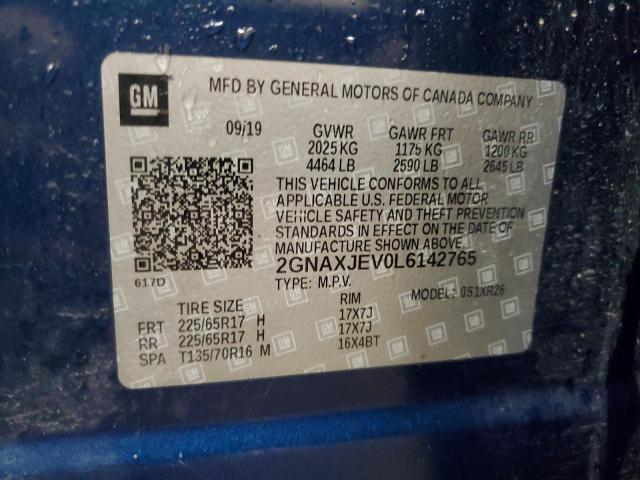 GM
MFD BY GENERAL MOTORS OF CANADA COMPANY
09/19 GVWR GAWR FRT GAWR RR
2025 KG 1175 KG 1200 KG
4464 LB 2590 LB 2645 LB
THIS VEHICLE CONFORMS TO ALL
APPLICABLE U.S. FEDERAL MOTOR
VEHICLE SAFETY AND THEFT PREVENTION
STANDARDS IN EFFECT ON THE DATE OF
MANUFACTURE SHOWN ABOVE.
2GNAXJEV0L6142765
617D TYPE: M.P.V. MODEL: 051XR26
TIRE SIZE RIM
FRT 225/65R17 H 17X7J
RR 225/65R17 H 17X7J
SPA T135/70R16 M 16X4BT